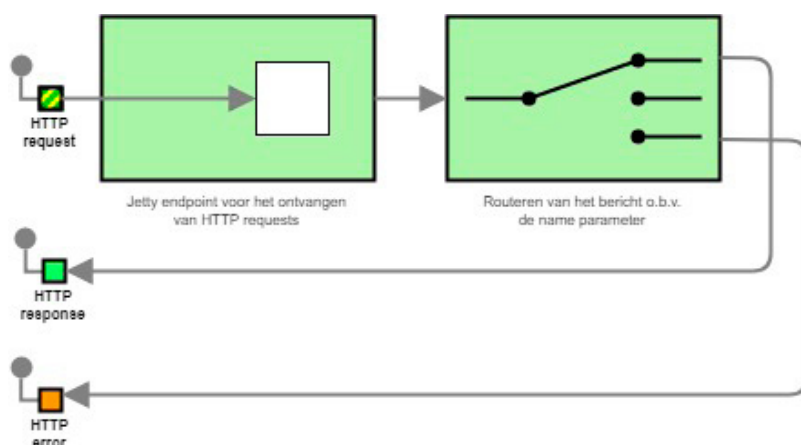 HTTP
request
Jetty endpoint voor het ontvangen
van HTTP requests
Routeren van het bericht o.b.v.
de name parameter
HTTP
response
HTTP
error